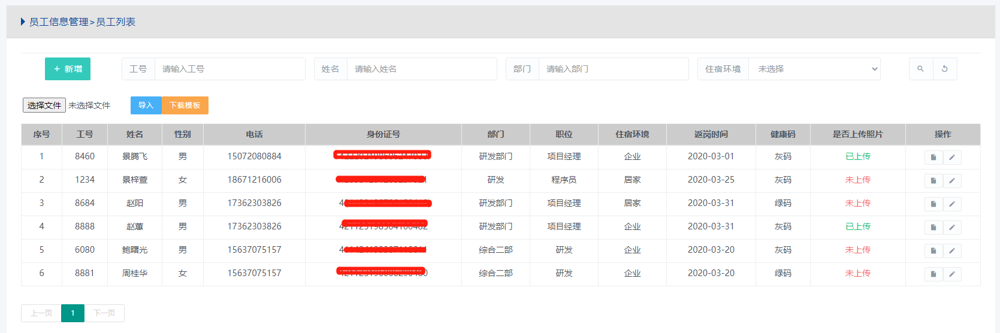 员工信息管理>员工列表
+ 新增 工号 请输入工号 姓名 请输入姓名 部门 请输入部门 住宿环境 未选择
选择文件 未选择文件 导入 下载模板
序号 工号 姓名 性别 电话 身份证号 部门 职位 住宿环境 返岗时间 健康码 是否上传照片 操作
1 8460 景腾飞 男 15072080884 研发部门 项目经理 企业 2020-03-01 灰码 已上传
2 1234 景梓萱 女 18671216006 研发 程序员 居家 2020-03-25 灰码 未上传
3 8684 赵阳 男 17362303826 研发部门 项目经理 居家 2020-03-31 绿码 未上传
4 8888 赵蕙 男 17362303826 研发部门 项目经理 企业 2020-03-31 灰码 已上传
5 6080 鲍曙光 男 15637075157 综合二部 研发 企业 2020-03-20 灰码 未上传
6 8881 周桂华 女 15637075157 综合二部 研发 企业 2020-03-20 绿码 未上传
上一页 1 下一页